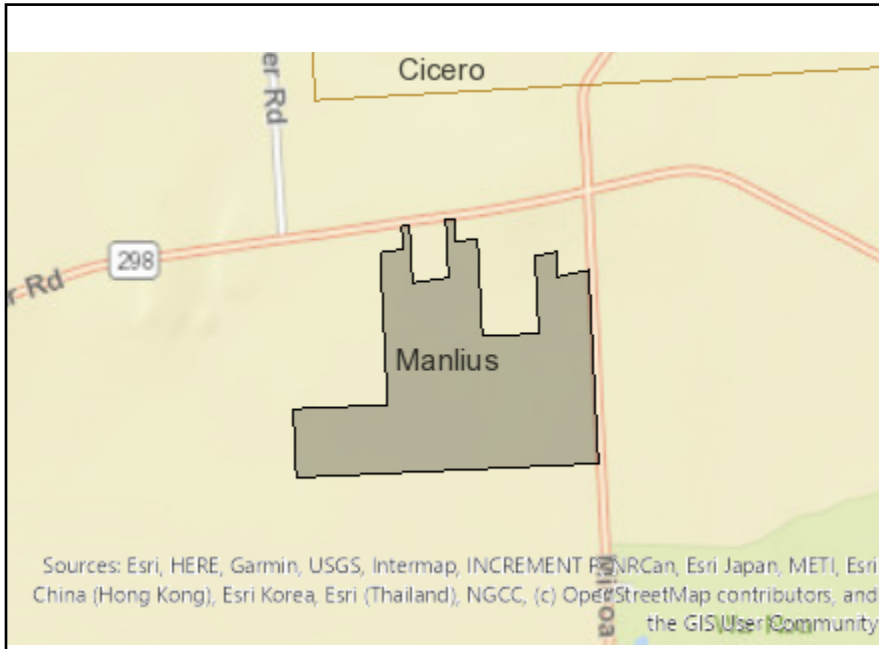 Cicero
er Rd
298
er Rd
Manlius
Sources: Esri, HERE, Garmin, USGS, Intermap, INCREMENT P, NRCan, Esri Japan, METI, Esri
China (Hong Kong), Esri Korea, Esri (Thailand), NGCC, (c) OpenStreetMap contributors, and
the GIS User Community